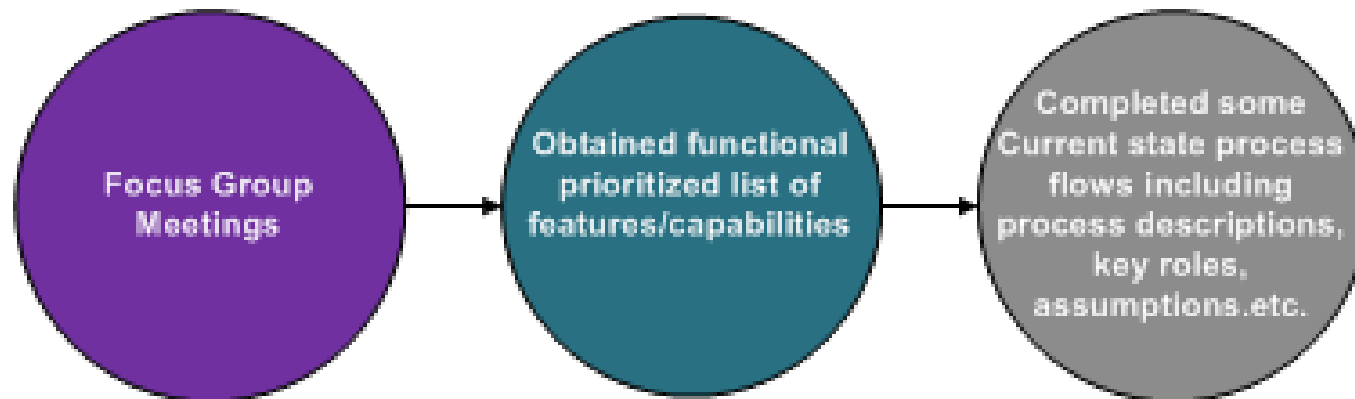 Focus Group
Meetings
Obtained functional
prioritized list of
features/capabilities
Completed some
Current state process
flows including
process descriptions,
key roles,
assumptions.etc.